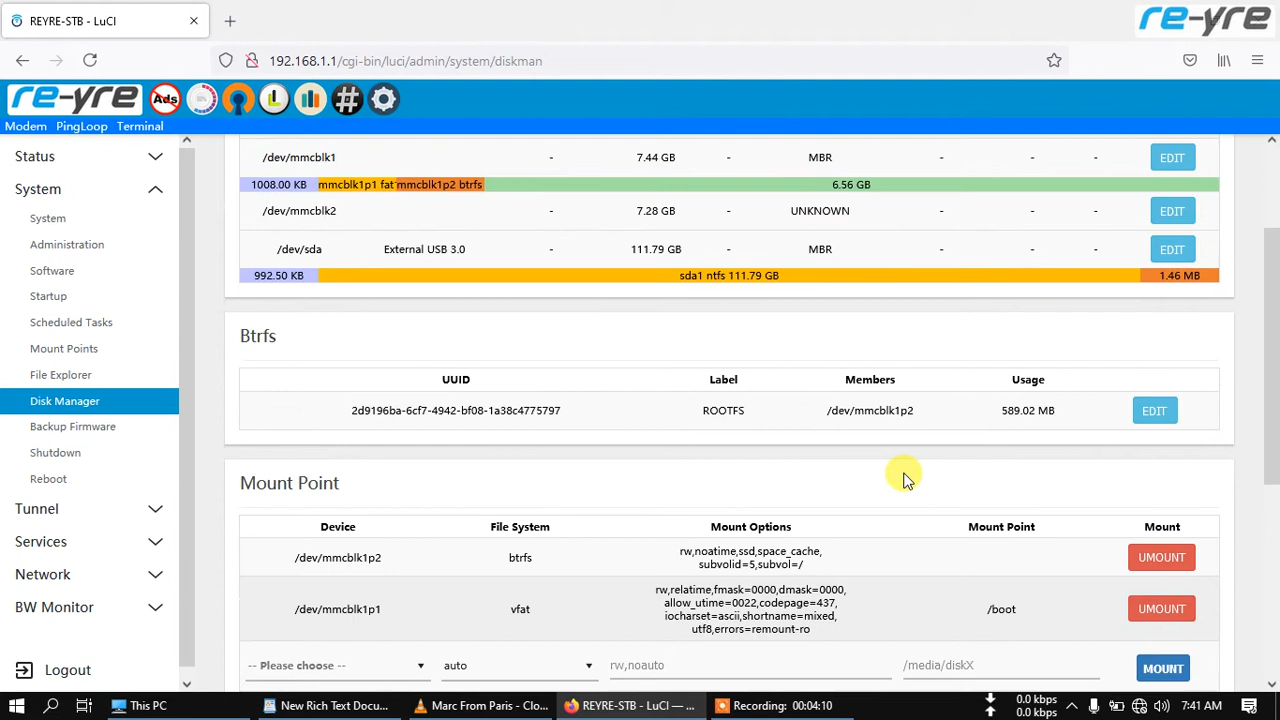 REYRE-STB - LuCI
re-yre
192.168.1.1/cgi-bin/luci/admin/system/diskman
re-yre
Ads
L
#
Modem PingLoop Terminal
Status
System
System
Administration
Software
Startup
Scheduled Tasks
Mount Points
File Explorer
Disk Manager
Backup Firmware
Shutdown
Reboot
Tunnel
Services
Network
BW Monitor
Logout
/dev/mmcblk1 - 7.44 GB - MBR - - - EDIT
1008.00 KB mmcblk1p1 fat mmcblk1p2 btrfs 6.56 GB
/dev/mmcblk2 - 7.28 GB - UNKNOWN - - - EDIT
/dev/sda External USB 3.0 - 111.79 GB - MBR - - - EDIT
992.50 KB sda1 ntfs 111.79 GB 1.46 MB
Btrfs
UUID Label Members Usage
2d9196ba-6cf7-4942-bf08-1a38c4775797 ROOTFS /dev/mmcblk1p2 589.02 MB EDIT
Mount Point
Device File System Mount Options Mount Point Mount
/dev/mmcblk1p2 btrfs rw,noatime,ssd,space_cache,
subvolid=5,subvol=/ UMOUNT
/dev/mmcblk1p1 vfat rw,relatime,fmask=0000,dmask=0000,
allow_utime=0022,codepage=437,
iocharset=ascii,shortname=mixed,
utf8,errors=remount-ro /boot UMOUNT
-- Please choose -- auto rw,noauto /media/diskX MOUNT
This PC New Rich Text Docu... Marc From Paris - Clo... REYRE-STB - LuCI — ... Recording: 00:04:10 0.0 kbps
0.0 kbps 7:41 AM